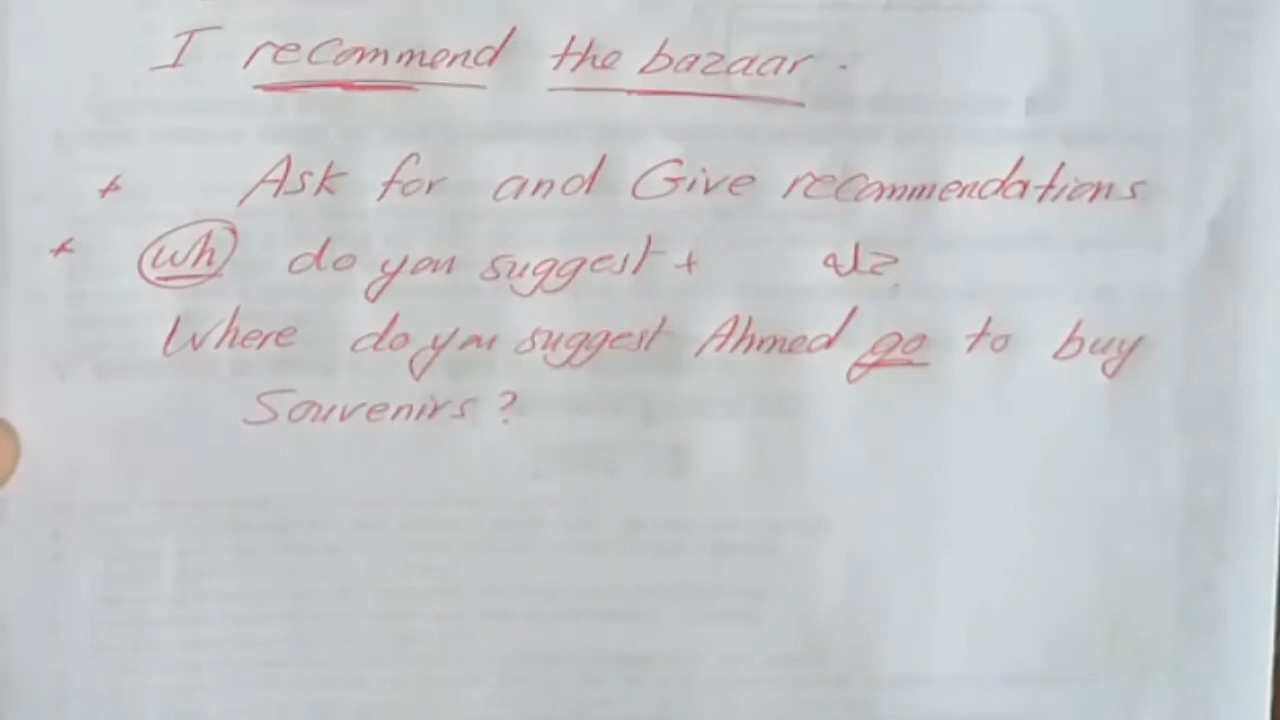 I recommend the bazaar.
+ Ask for and Give recommendations
+ wh do you suggest + جملة
Where do you suggest Ahmed go to buy
Souvenirs?